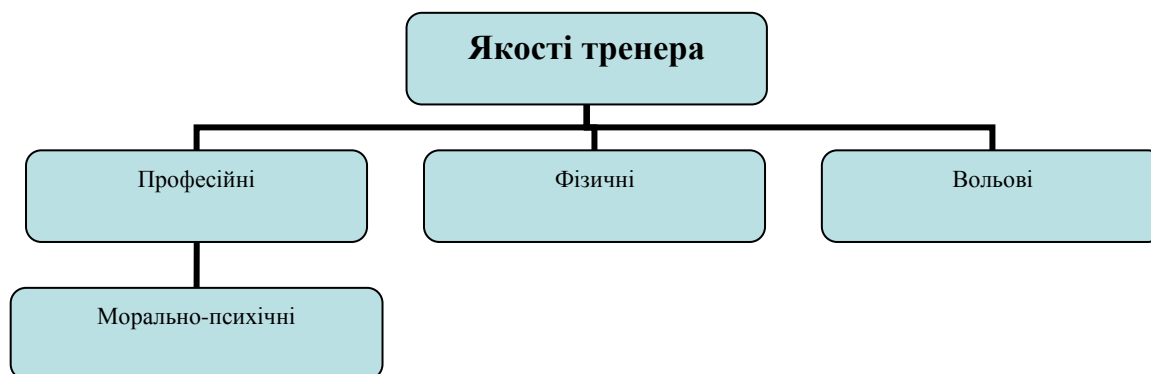 Якості тренера
Професійні
Фізичні
Вольові
Морально-психічні